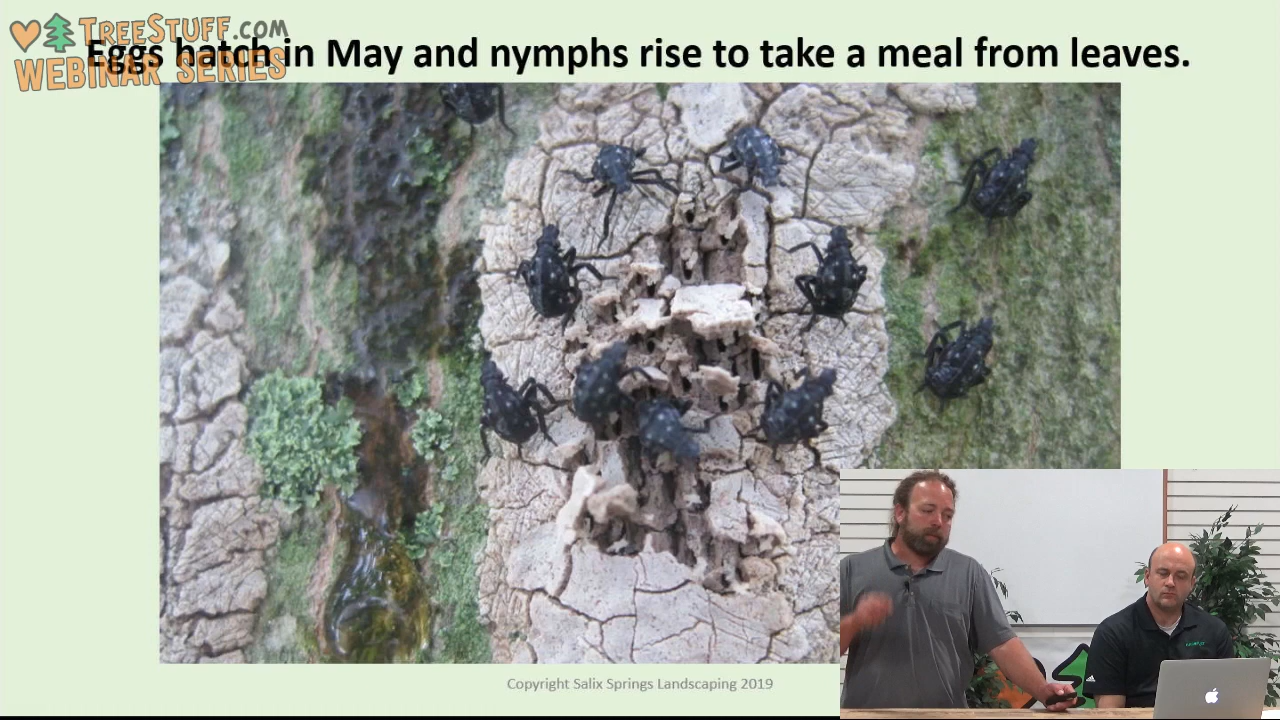 TREESTUFF.COM
WEBINAR SERIES
Eggs hatch in May and nymphs rise to take a meal from leaves.
Copyright Salix Springs Landscaping 2019